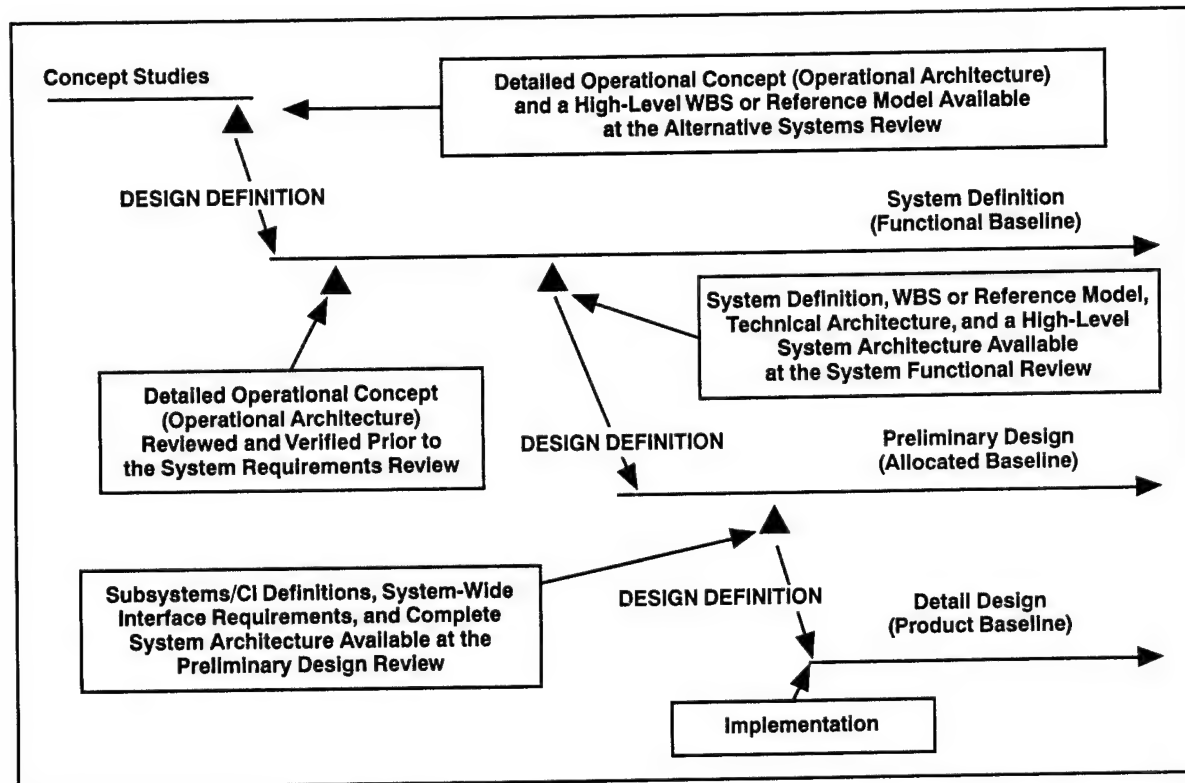 Concept Studies
Detailed Operational Concept (Operational Architecture)
and a High-Level WBS or Reference Model Available
at the Alternative Systems Review
DESIGN DEFINITION
System Definition
(Functional Baseline)
System Definition, WBS or Reference Model,
Technical Architecture, and a High-Level
System Architecture Available
at the System Functional Review
Detailed Operational Concept
(Operational Architecture)
Reviewed and Verified Prior to
the System Requirements Review
DESIGN DEFINITION
Preliminary Design
(Allocated Baseline)
Subsystems/CI Definitions, System-Wide
Interface Requirements, and Complete
System Architecture Available at the
Preliminary Design Review
DESIGN DEFINITION
Detail Design
(Product Baseline)
Implementation